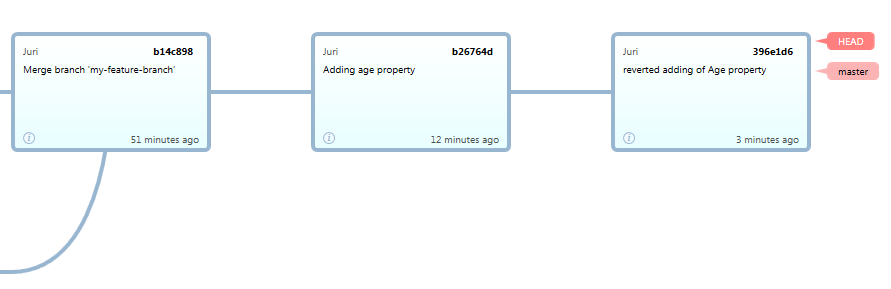 Juri b14c898
Merge branch 'my-feature-branch'
51 minutes ago
Juri b26764d
Adding age property
12 minutes ago
Juri 396e1d6
reverted adding of Age property
3 minutes ago
HEAD
master